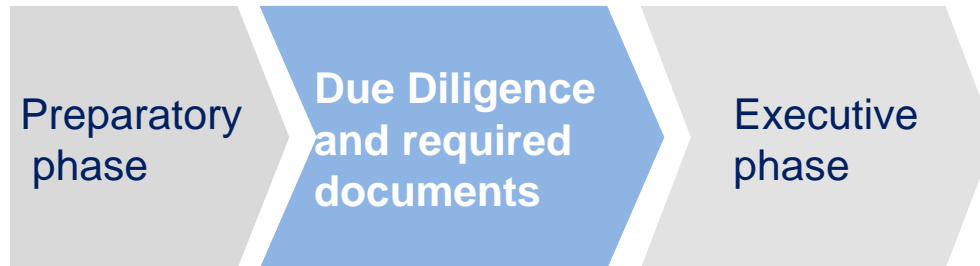 Preparatory
phase
Due Diligence
and required
documents
Executive
phase